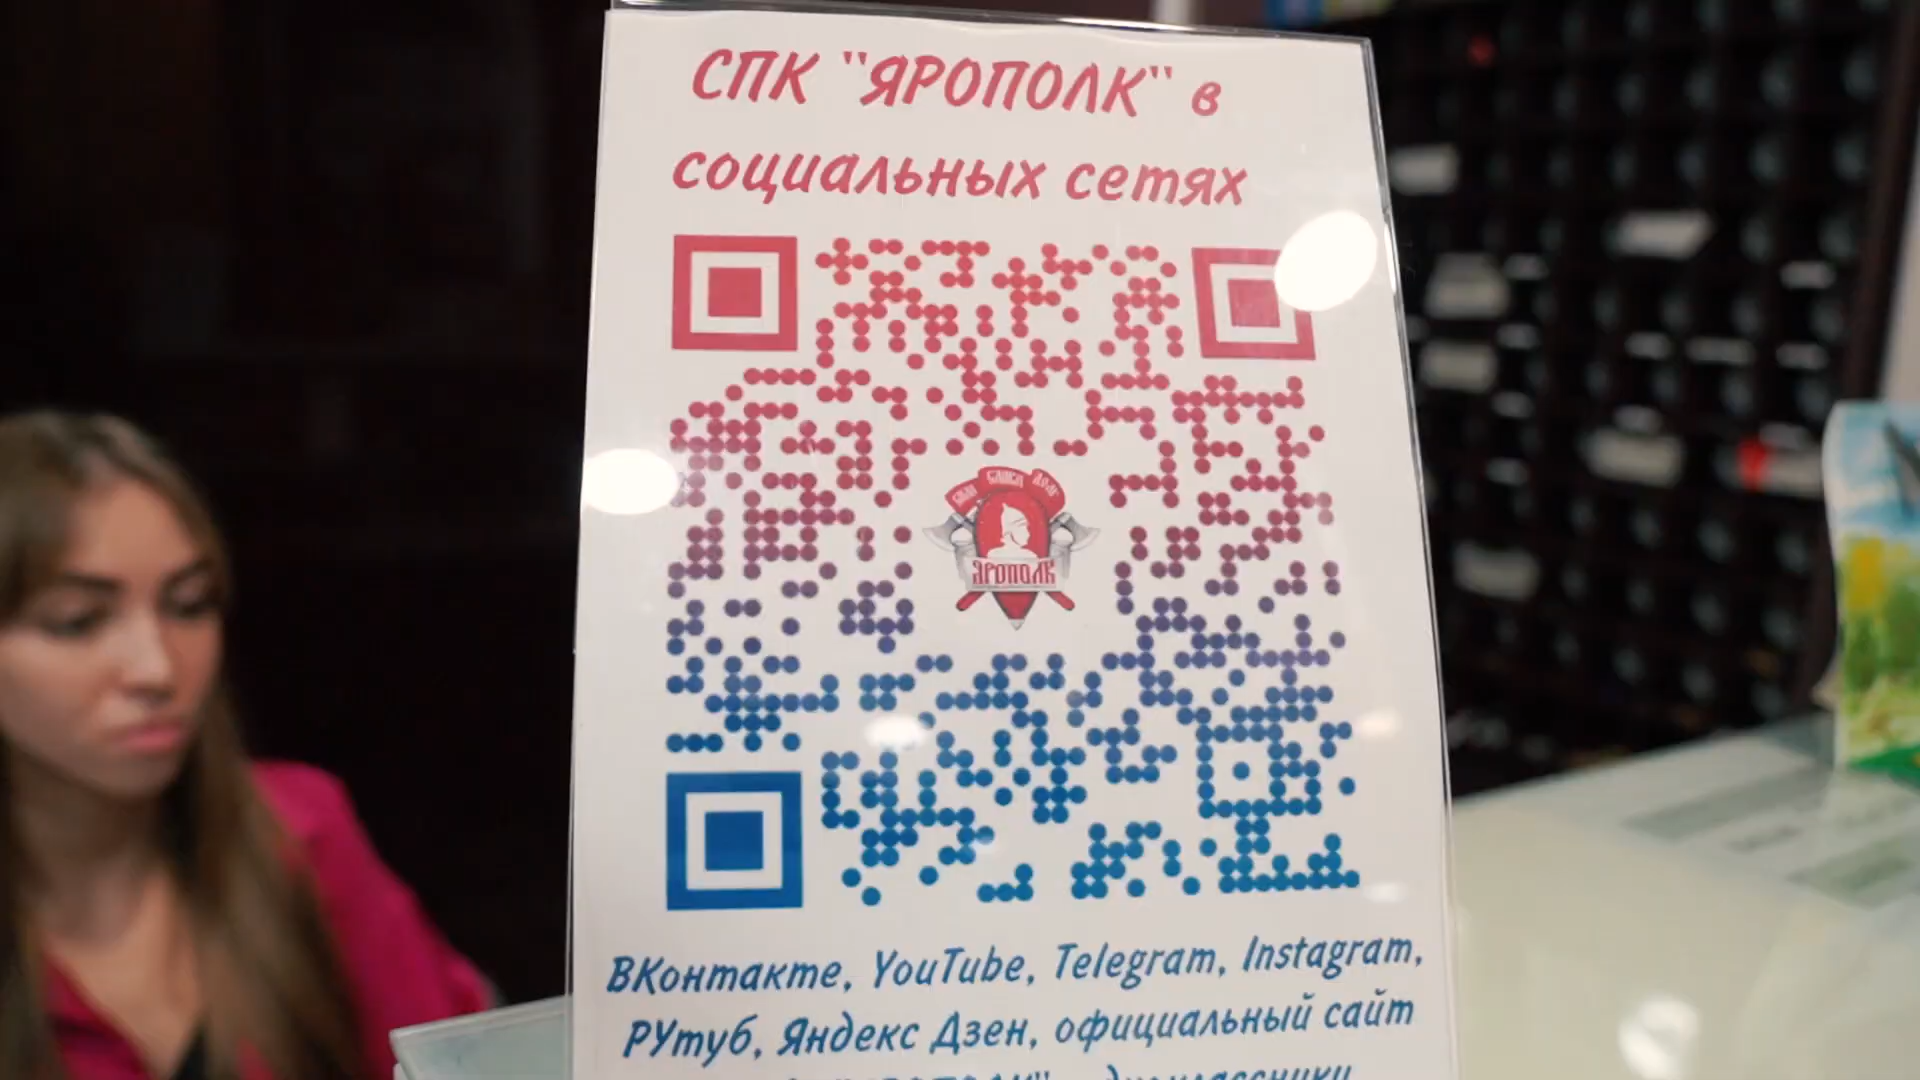 СПК "ЯРОПОЛК" в
социальных сетях
ЯРОПОЛК
ВКонтакте, YouTube, Telegram, Instagram,
РУтуб, Яндекс Дзен, официальный сайт